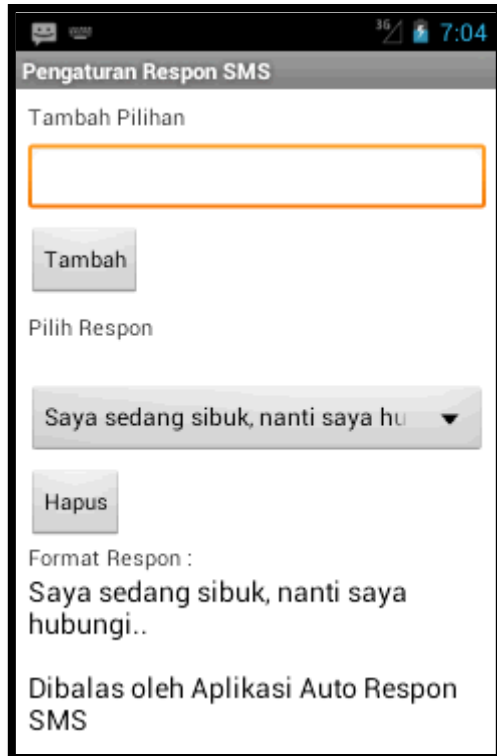 3G 7:04
Pengaturan Respon SMS
Tambah Pilihan
Tambah
Pilih Respon
Saya sedang sibuk, nanti saya hu
Hapus
Format Respon :
Saya sedang sibuk, nanti saya
hubungi..
Dibalas oleh Aplikasi Auto Respon
SMS